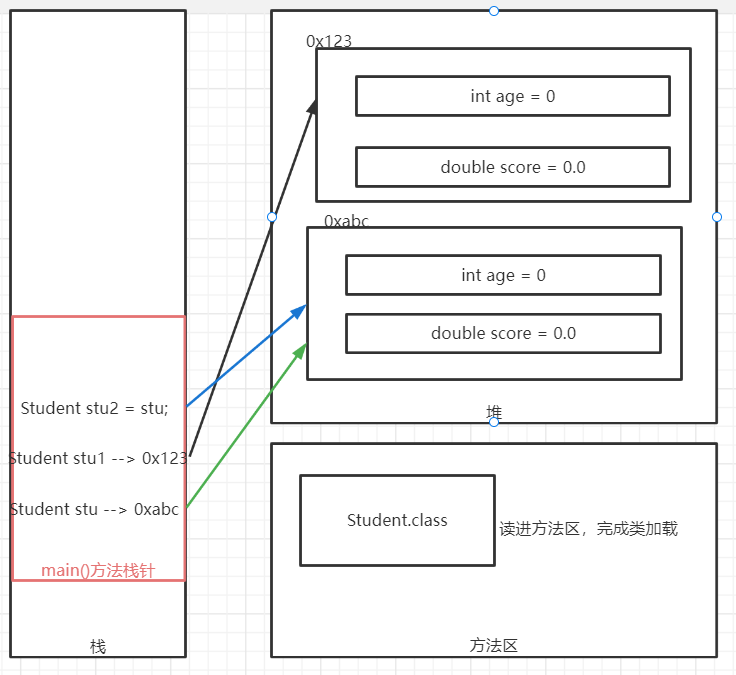 Student stu2 = stu;
Student stu1 --> 0x123
Student stu --> 0xabc
main()方法栈针
栈
0x123
int age = 0
double score = 0.0
0xabc
int age = 0
double score = 0.0
堆
Student.class
读进方法区，完成类加载
方法区